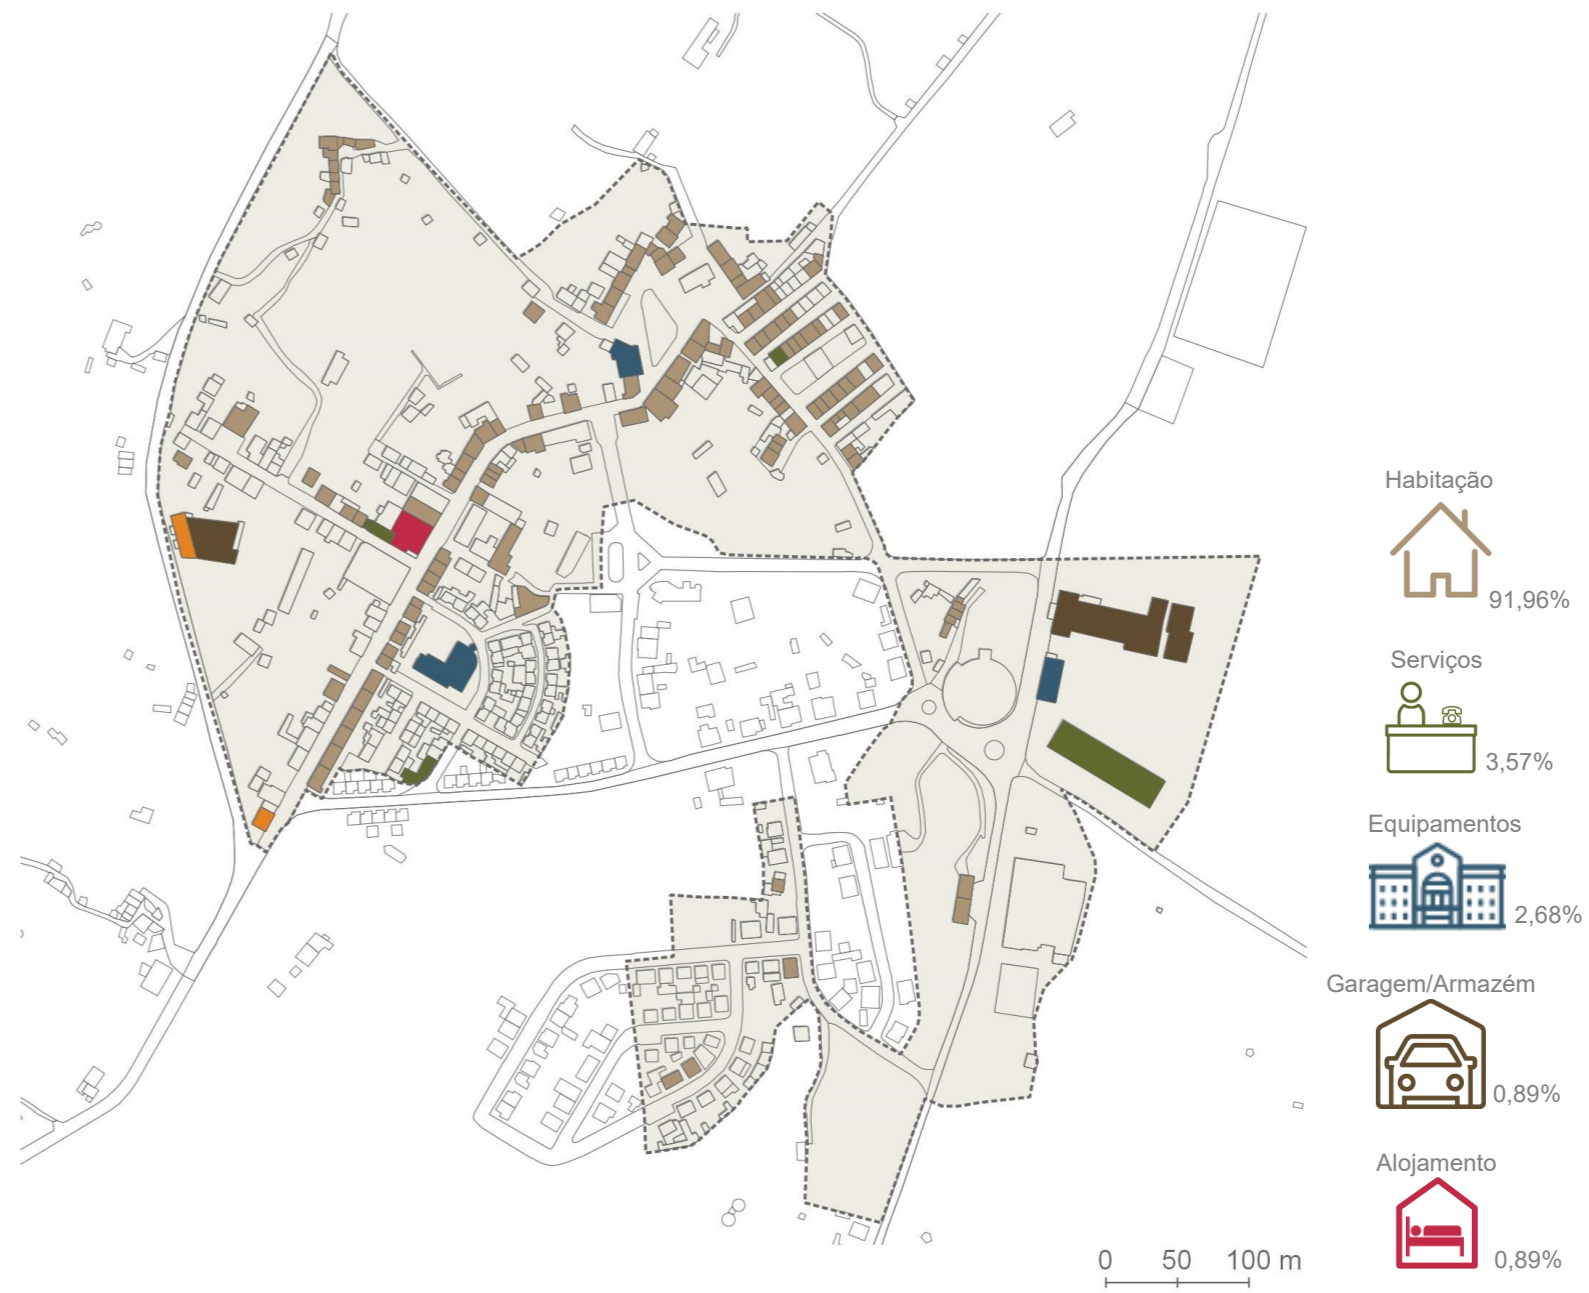 Habitação
91,96%
Serviços
3,57%
Equipamentos
2,68%
Garagem/Armazém
0,89%
Alojamento
0,89%
0 50 100 m